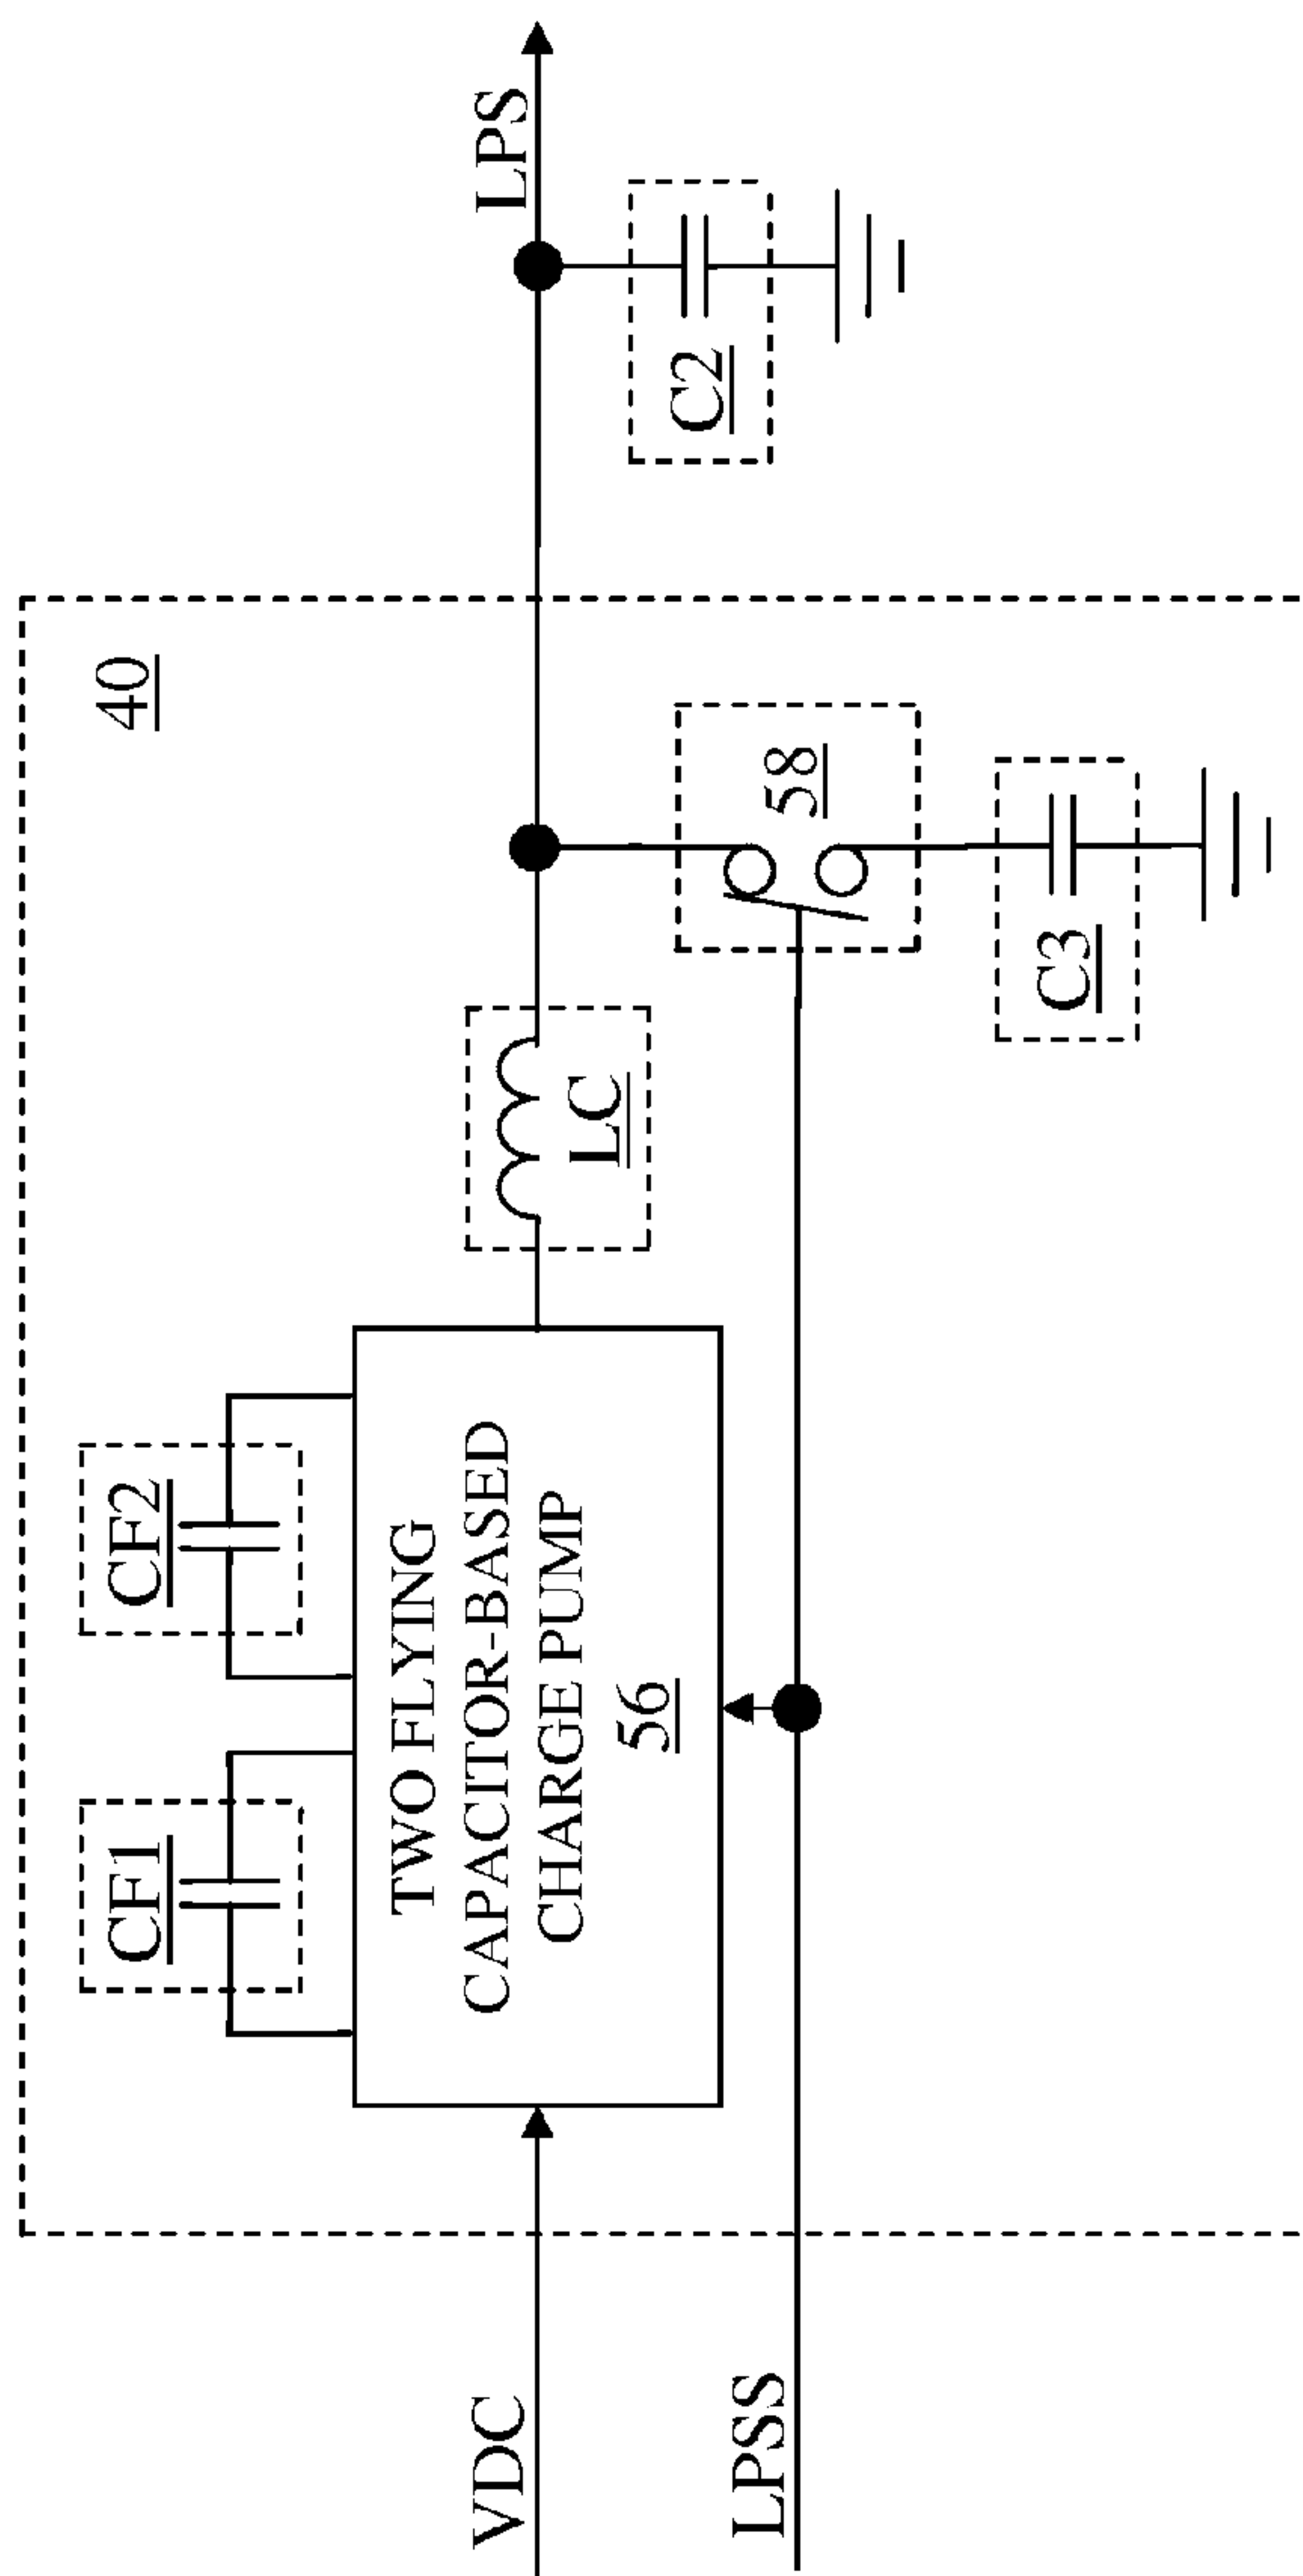 40
CF1
CF2
TWO FLYING
CAPACITOR-BASED
CHARGE PUMP
56
VDC
LC
LPS
LPSS
58
C2
C3